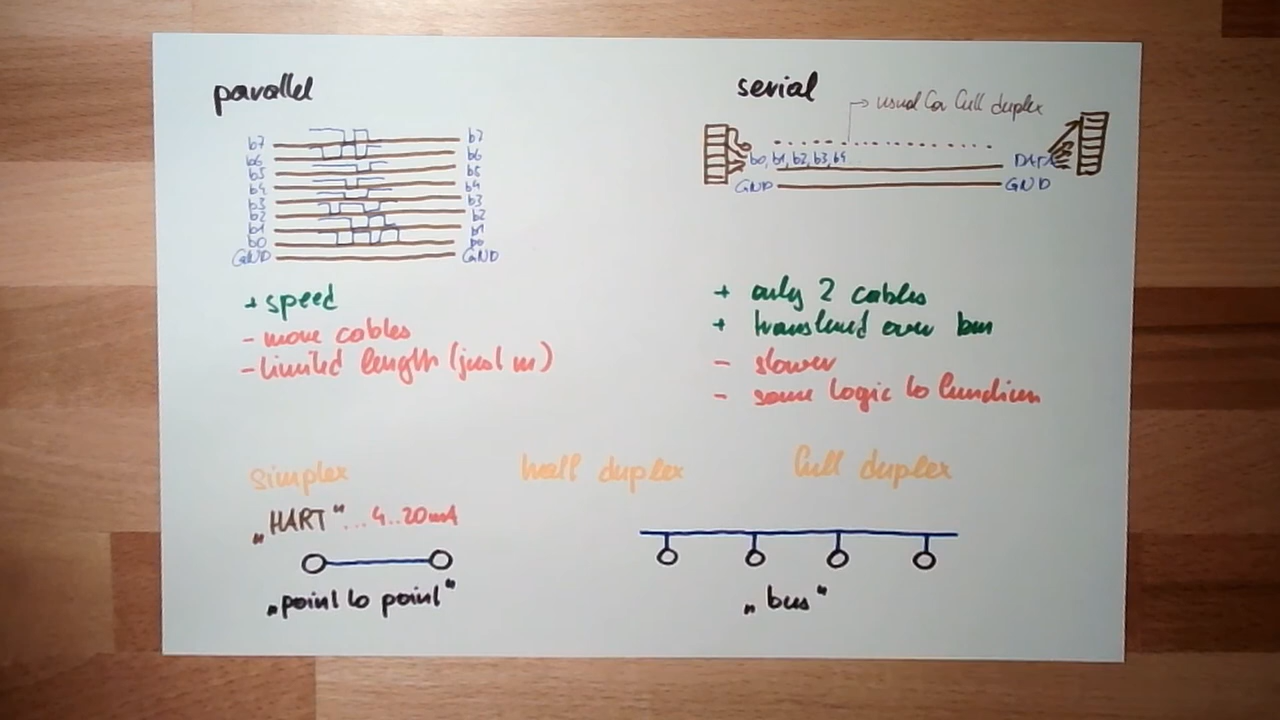 parallel
b7 b7
b6 b6
b5 b5
b4 b4
b3 b3
b2 b2
b1 b1
b0 b0
GND GND
+ speed
- more cables
- limited length (just m)
serial
usual for full duplex
b0, b1, b2, b3, b4 DATA
GND GND
+ only 2 cables
+ transfered over bus
- slower
- some logic to function
simplex half duplex full duplex
„HART“ ... 4..20mA
„point to point“
„bus“